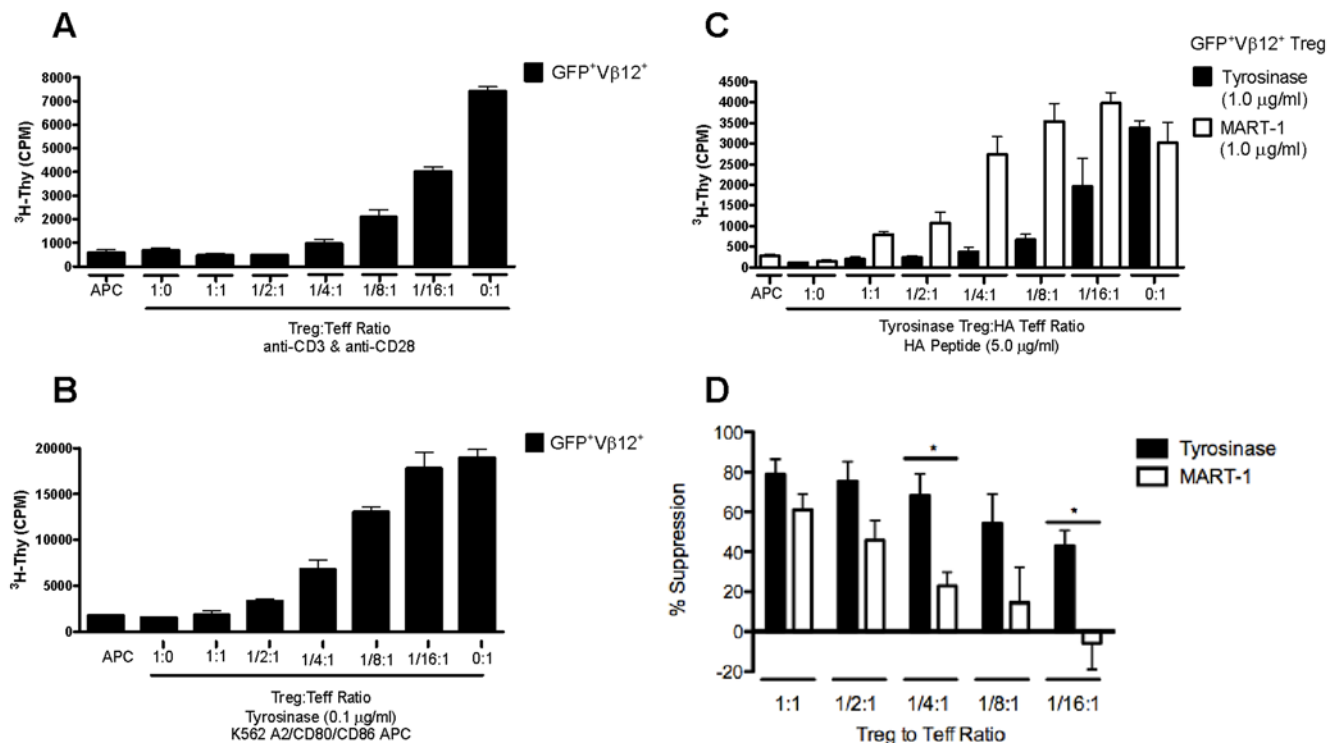 A
8000
7000
6000
5000
4000
3000
2000
1000
0
³H-Thy (CPM)
GFP⁺Vβ12⁺
APC 1:0 1:1 1/2:1 1/4:1 1/8:1 1/16:1 0:1
Treg:Teff Ratio
anti-CD3 & anti-CD28
B
20000
15000
10000
5000
0
³H-Thy (CPM)
GFP⁺Vβ12⁺
APC 1:0 1:1 1/2:1 1/4:1 1/8:1 1/16:1 0:1
Treg:Teff Ratio
Tyrosinase (0.1 μg/ml)
K562 A2/CD80/CD86 APC
C
4500
4000
3500
3000
2500
2000
1500
1000
500
0
³H-Thy (CPM)
GFP⁺Vβ12⁺ Treg
Tyrosinase
(1.0 μg/ml)
MART-1
(1.0 μg/ml)
APC 1:0 1:1 1/2:1 1/4:1 1/8:1 1/16:1 0:1
Tyrosinase Treg:HA Teff Ratio
HA Peptide (5.0 μg/ml)
D
100
80
60
40
20
0
-20
% Suppression
* *
Tyrosinase
MART-1
1:1 1/2:1 1/4:1 1/8:1 1/16:1
Treg to Teff Ratio